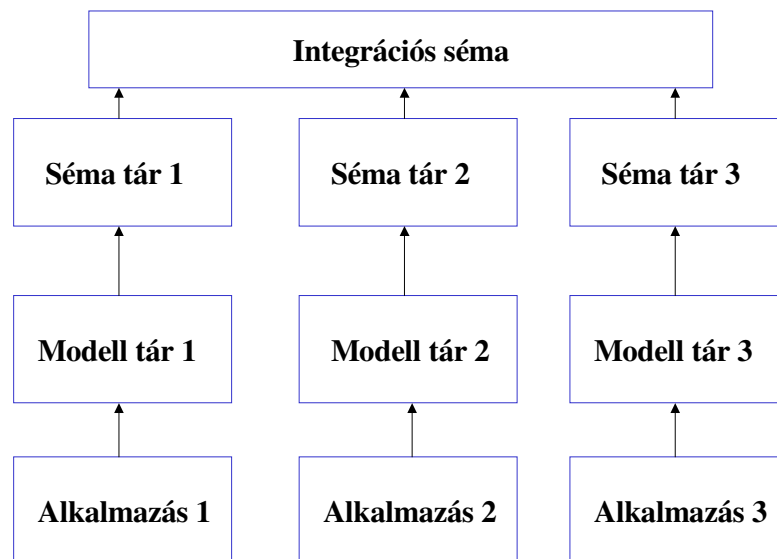 Integrációs séma
Séma tár 1
Séma tár 2
Séma tár 3
Modell tár 1
Modell tár 2
Modell tár 3
Alkalmazás 1
Alkalmazás 2
Alkalmazás 3